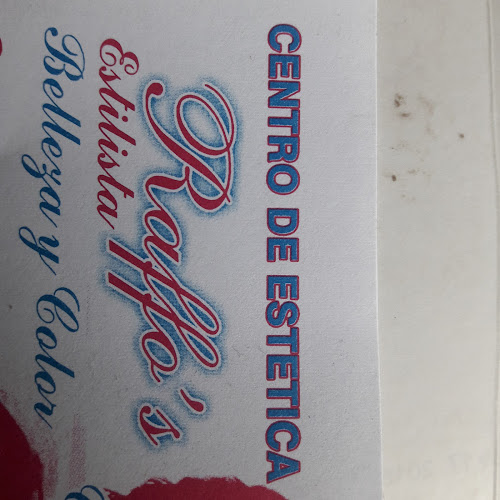 CENTRO DE ESTETICA
Raffo's
Estilista
Belleza y Color